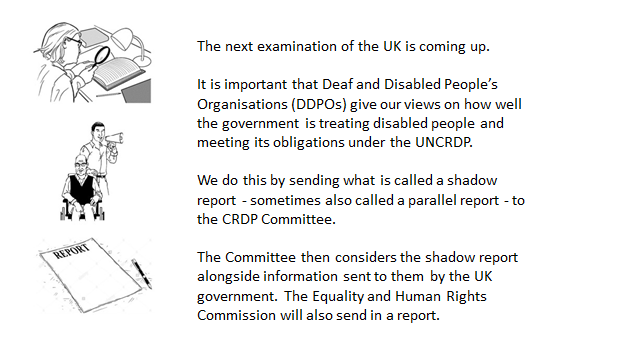 The next examination of the UK is coming up.
It is important that Deaf and Disabled People's
Organisations (DDPOs) give our views on how well
the government is treating disabled people and
meeting its obligations under the UNCRDP.
We do this by sending what is called a shadow
report - sometimes also called a parallel report - to
the CRDP Committee.
REPORT
The Committee then considers the shadow report
alongside information sent to them by the UK
government. The Equality and Human Rights
Commission will also send in a report.